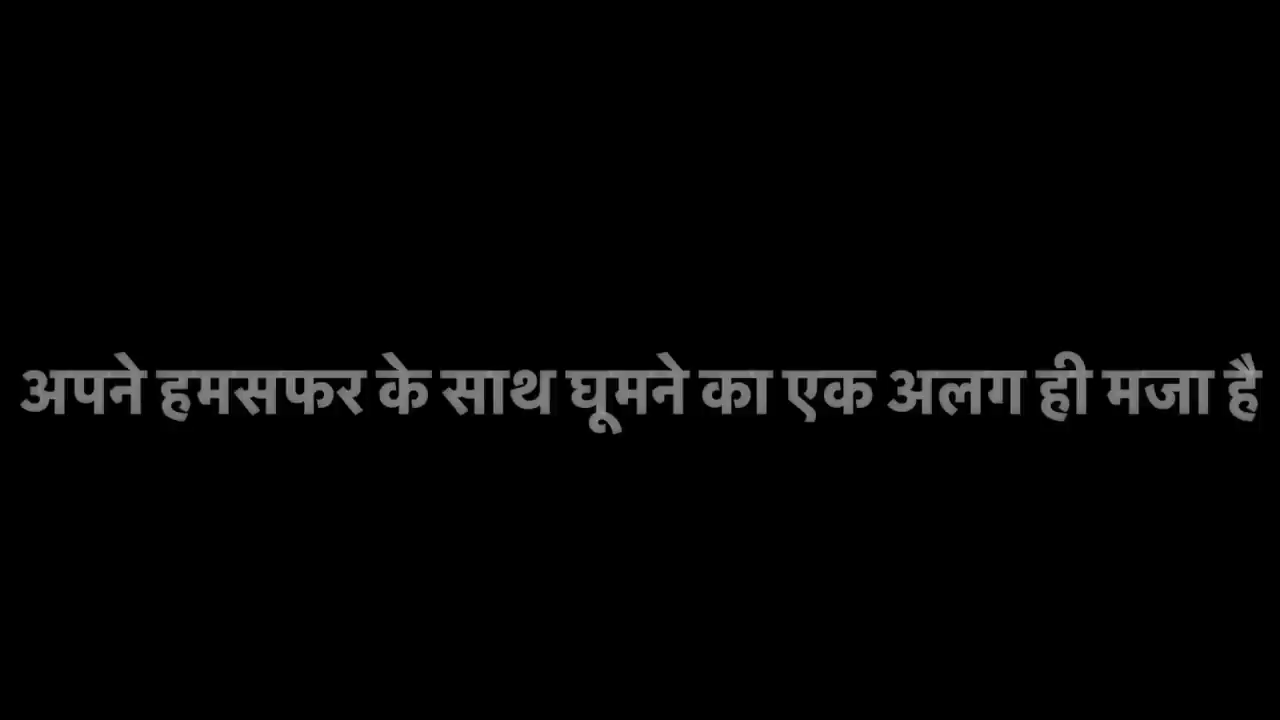 अपने हमसफर के साथ घूमने का एक अलग ही मजा है